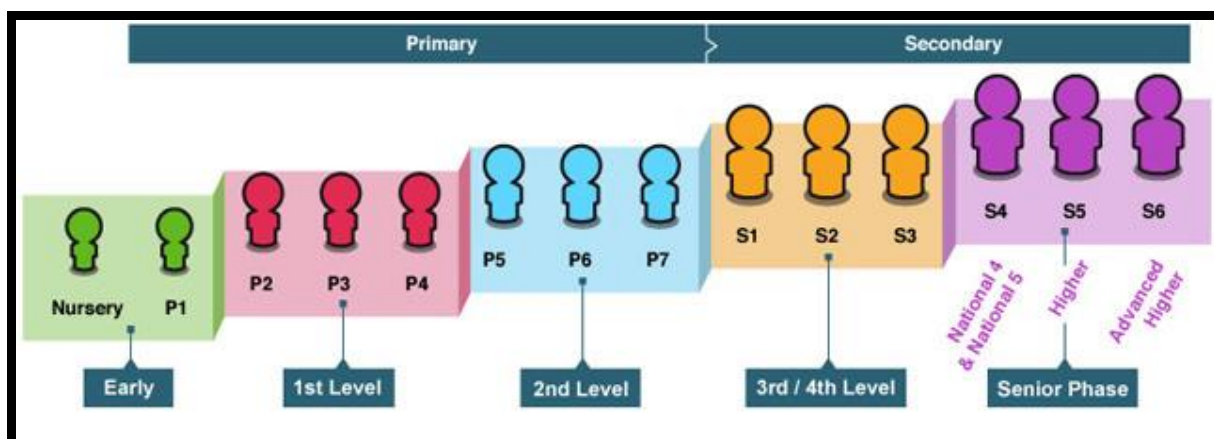 Primary
Secondary
Nursery
P1
P2
P3
P4
P5
P6
P7
S1
S2
S3
S4
S5
S6
National 4
& National 5
Higher
Advanced
Higher
Early
1st Level
2nd Level
3rd / 4th Level
Senior Phase